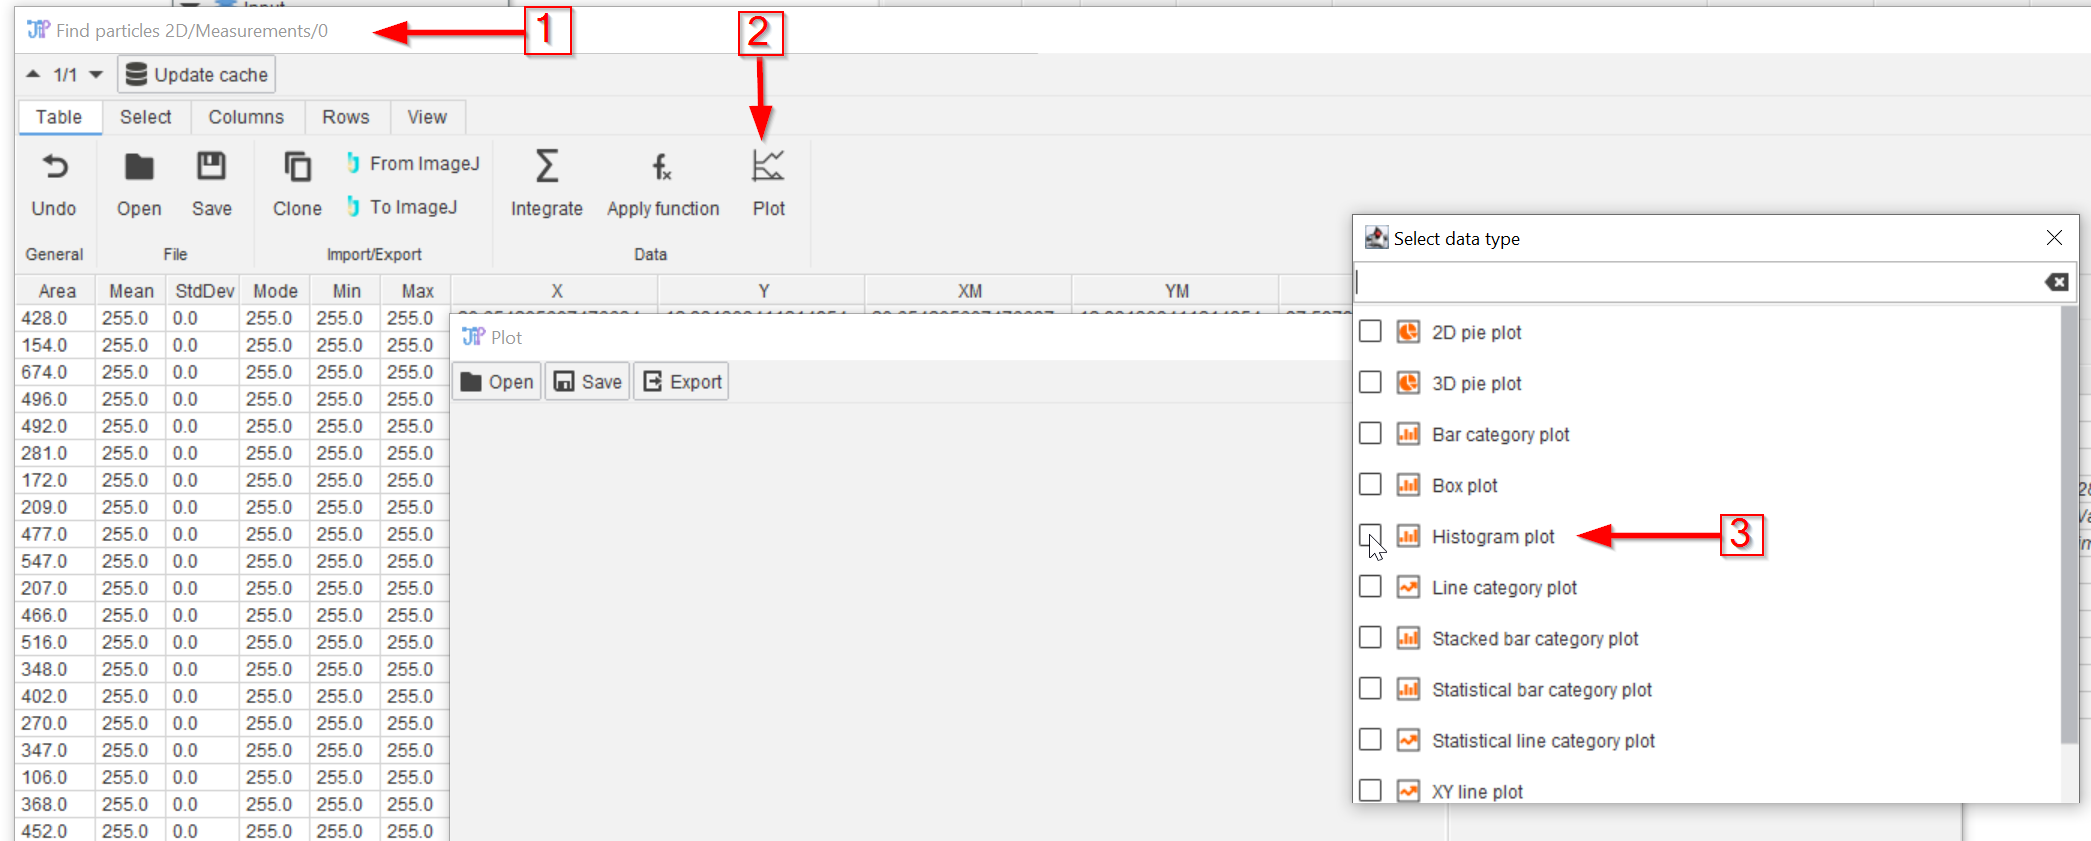 Input
Find particles 2D/Measurements/0
1
2
1/1
Update cache
Table Select Columns Rows View
Undo
Open Save
Clone From ImageJ To ImageJ
Integrate Apply function Plot
General File Import/Export Data
Area Mean StdDev Mode Min Max X Y XM YM
428.0 255.0 0.0 255.0 255.0 255.0
154.0 255.0 0.0 255.0 255.0 255.0
674.0 255.0 0.0 255.0 255.0 255.0
496.0 255.0 0.0 255.0 255.0 255.0
492.0 255.0 0.0 255.0 255.0 255.0
281.0 255.0 0.0 255.0 255.0 255.0
172.0 255.0 0.0 255.0 255.0 255.0
209.0 255.0 0.0 255.0 255.0 255.0
477.0 255.0 0.0 255.0 255.0 255.0
547.0 255.0 0.0 255.0 255.0 255.0
207.0 255.0 0.0 255.0 255.0 255.0
466.0 255.0 0.0 255.0 255.0 255.0
516.0 255.0 0.0 255.0 255.0 255.0
348.0 255.0 0.0 255.0 255.0 255.0
402.0 255.0 0.0 255.0 255.0 255.0
270.0 255.0 0.0 255.0 255.0 255.0
347.0 255.0 0.0 255.0 255.0 255.0
106.0 255.0 0.0 255.0 255.0 255.0
368.0 255.0 0.0 255.0 255.0 255.0
452.0 255.0 0.0 255.0 255.0 255.0
Plot
Open Save Export
Select data type
2D pie plot
3D pie plot
Bar category plot
Box plot
Histogram plot
3
Line category plot
Stacked bar category plot
Statistical bar category plot
Statistical line category plot
XY line plot